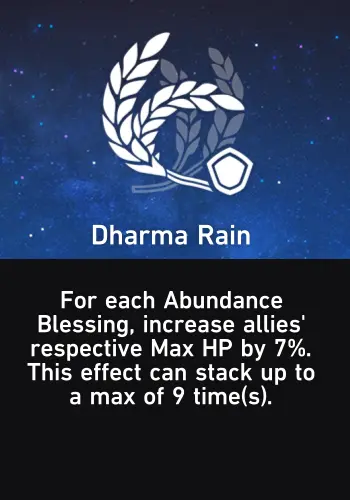 Dharma Rain
For each Abundance
Blessing, increase allies'
respective Max HP by 7%.
This effect can stack up to
a max of 9 time(s).